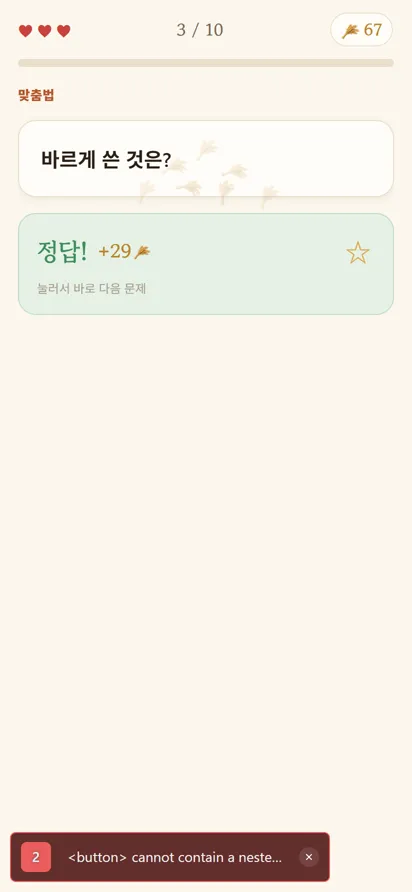 3 / 10
67
맞춤법
바르게 쓴 것은?
정답! +29
눌러서 바로 다음 문제
2 <button> cannot contain a neste... ×